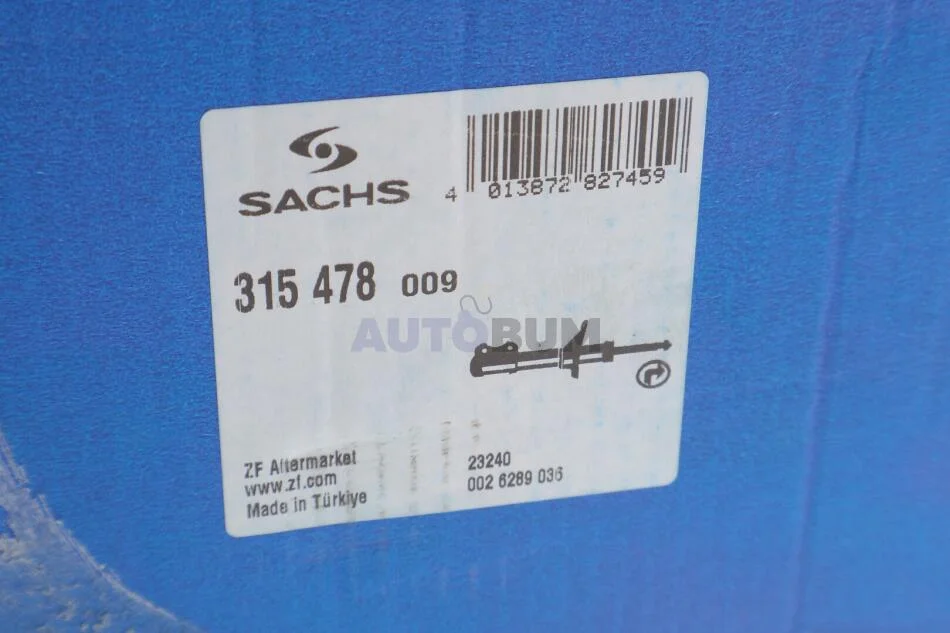 SACHS
4 013872 827459
315 478 009
AUTOBUM
ZF Aftermarket
www.zf.com
Made in Türkiye
23240
002 6289 036